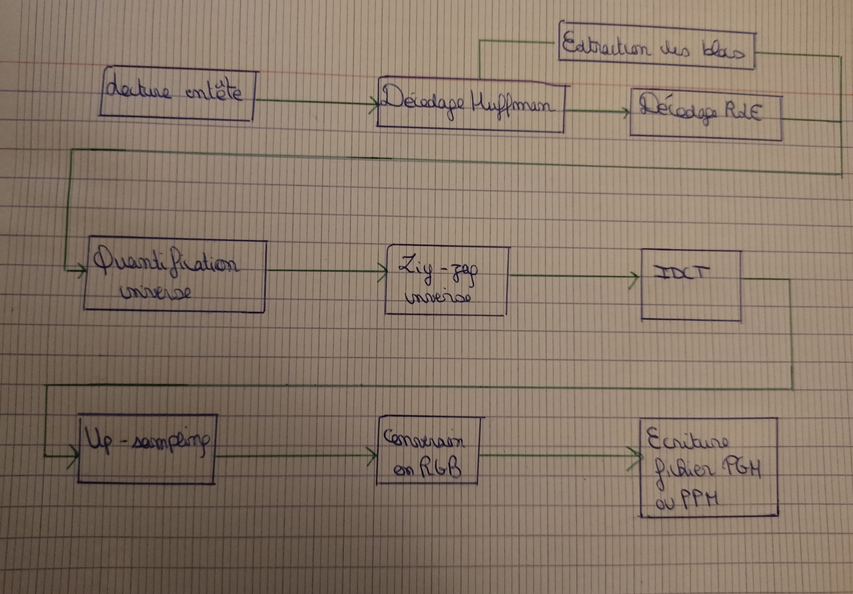 Extraction des blocs
Lecture entête
Décodage Huffman
Décodage RLE
Quantification
inverse
Zig-zag
inverse
IDCT
Up-sampling
Conversion
en RGB
Ecriture
fichier PGM
ou PPM